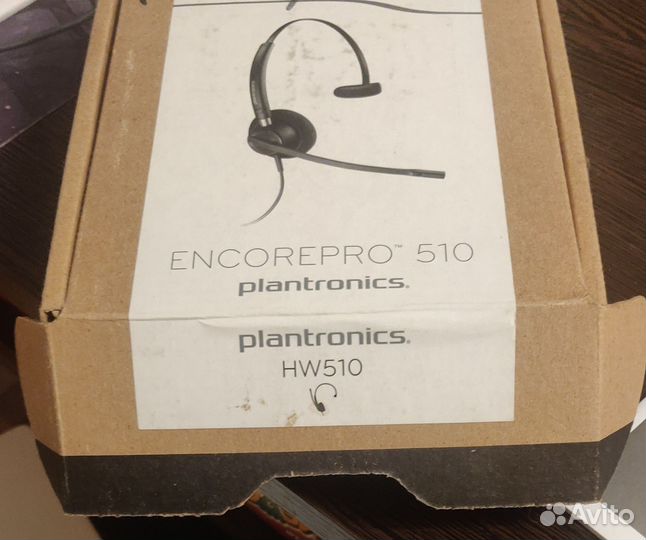 ENCOREPRO™ 510
plantronics.
plantronics.
HW510
Avito